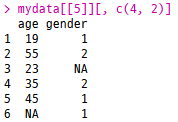 > mydata[[5]][, c(4, 2)]
  age gender
1  19      1
2  55      2
3  23     NA
4  35      2
5  45      1
6  NA      1